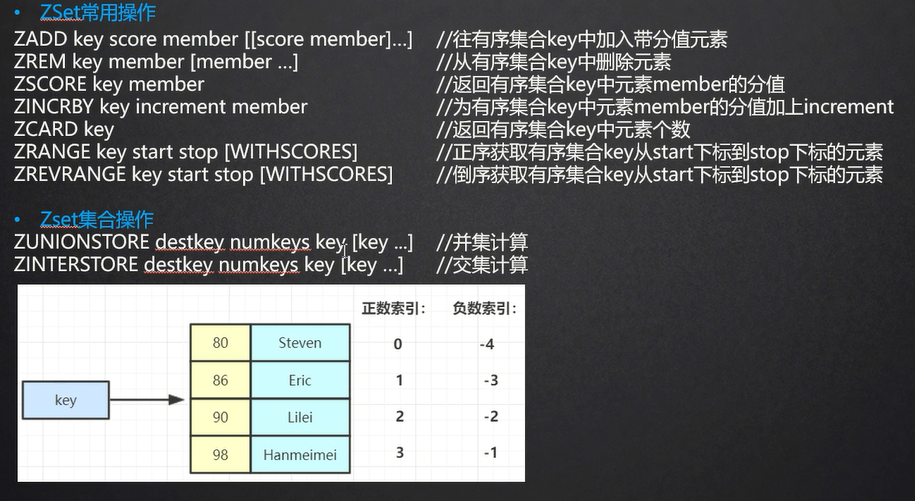 • ZSet常用操作
ZADD key score member [[score member]…] //往有序集合key中加入带分值元素
ZREM key member [member …] //从有序集合key中删除元素
ZSCORE key member //返回有序集合key中元素member的分值
ZINCRBY key increment member //为有序集合key中元素member的分值加上increment
ZCARD key //返回有序集合key中元素个数
ZRANGE key start stop [WITHSCORES] //正序获取有序集合key从start下标到stop下标的元素
ZREVRANGE key start stop [WITHSCORES] //倒序获取有序集合key从start下标到stop下标的元素
• Zset集合操作
ZUNIONSTORE destkey numkeys key [key ...] //并集计算
ZINTERSTORE destkey numkeys key [key …] //交集计算
正数索引: 负数索引:
80 Steven 0 -4
86 Eric 1 -3
key
90 Lilei 2 -2
98 Hanmeimei 3 -1